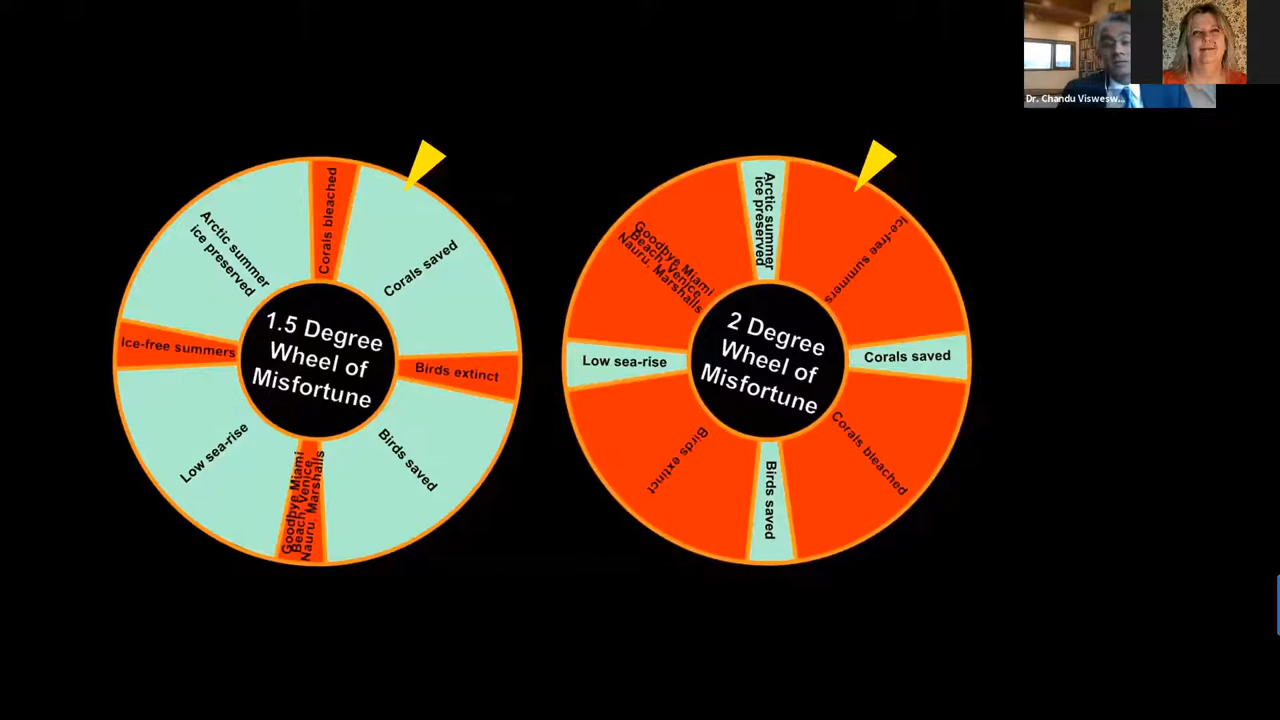 Dr. Chandu Viswesw...
Corals bleached
Corals saved
Birds extinct
Birds saved
Goodbye Miami
Beach, Venice,
Nauru, Marshalls
Low sea-rise
Ice-free summers
Arctic summer
ice preserved
1.5 Degree
Wheel of
Misfortune
Arctic summer
ice preserved
Ice-free summers
Corals saved
Corals bleached
Birds saved
Birds extinct
Low sea-rise
Goodbye Miami
Beach, Venice,
Nauru, Marshalls
2 Degree
Wheel of
Misfortune